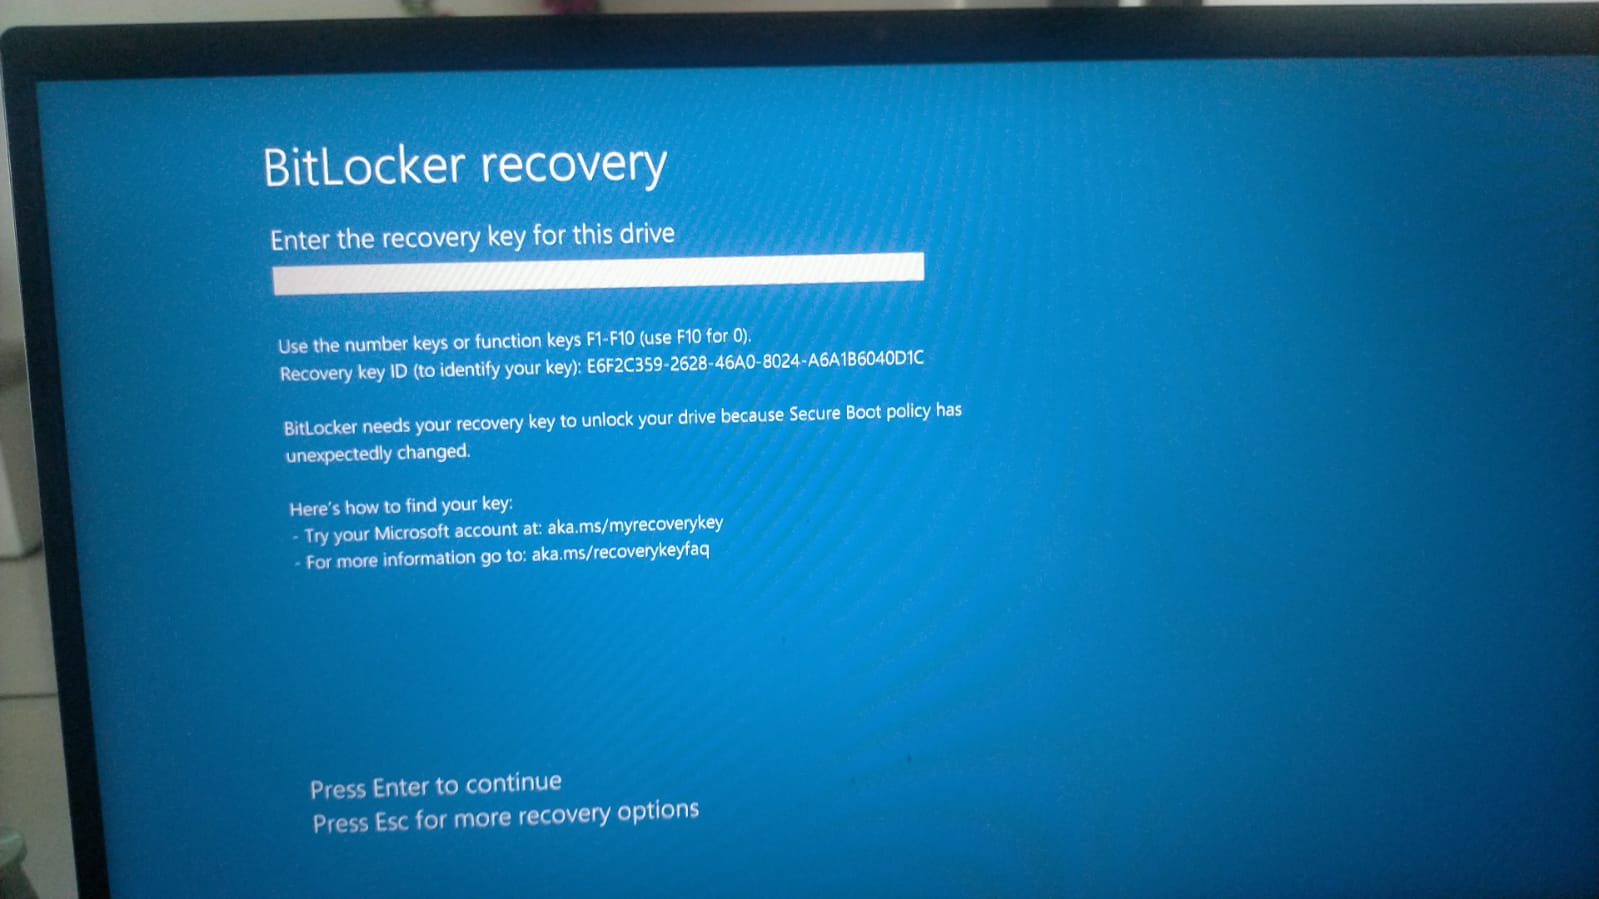 BitLocker recovery
Enter the recovery key for this drive
Use the number keys or function keys F1-F10 (use F10 for 0).
Recovery key ID (to identify your key): E6F2C359-2628-46A0-8024-A6A1B6040D1C
BitLocker needs your recovery key to unlock your drive because Secure Boot policy has
unexpectedly changed.
Here's how to find your key:
- Try your Microsoft account at: aka.ms/myrecoverykey
- For more information go to: aka.ms/recoverykeyfaq
Press Enter to continue
Press Esc for more recovery options